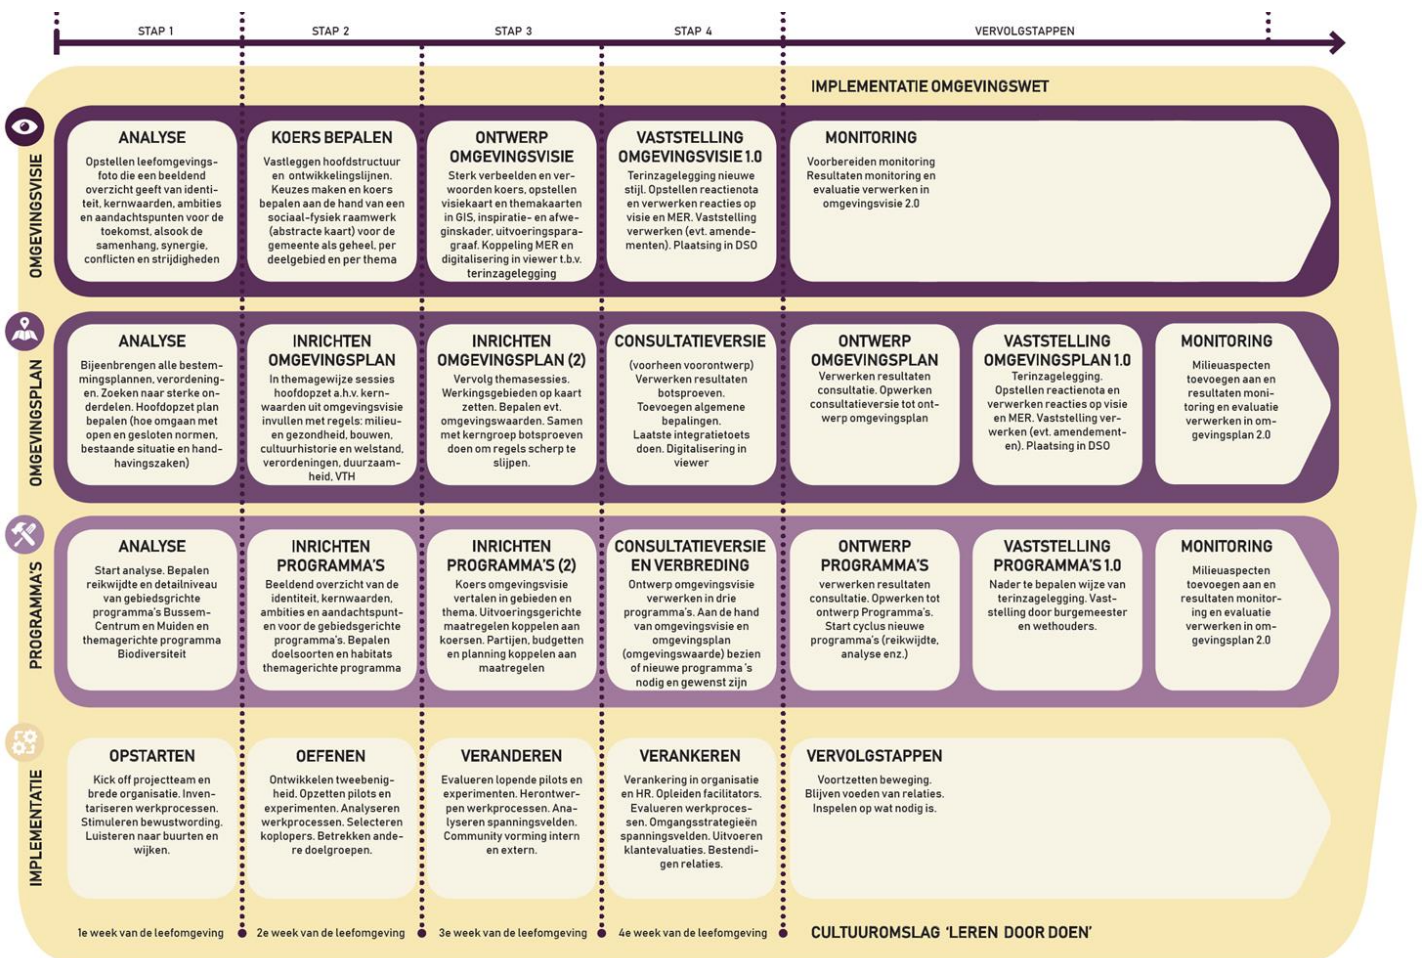 STAP 1
STAP 2
STAP 3
STAP 4
VERVOLGSTAPPEN
IMPLEMENTATIE OMGEVINGSWET
OMGEVINGSVISIE
ANALYSE
Opstellen leefomgevings-
foto die een beeldend
overzicht geeft van identi-
teit, kernwaarden, ambities
en aandachtspunten voor de
toekomst, alsook de
samenhang, synergie,
conflicten en strijdigheden
KOERS BEPALEN
Vastleggen hoofdstructuur
en ontwikkelingslijnen.
Keuzes maken en koers
bepalen aan de hand van een
sociaal-fysiek raamwerk
(abstracte kaart) voor de
gemeente als geheel, per
deelgebied en per thema
ONTWERP
OMGEVINGSVISIE
Sterk verbeelden en ver-
woorden koers, opstellen
visiekaart en themakaarten
in GIS, inspiratie- en afwe-
ginskader, uitvoeringspara-
graaf. Koppeling MER en
digitalisering in viewer t.b.v.
terinzagelegging
VASTSTELLING
OMGEVINGSVISIE 1.0
Terinzagelegging nieuwe
stijl. Opstellen reactienota
en verwerken reacties op
visie en MER. Vaststelling
verwerken (evt. amende-
menten). Plaatsing in DSO
MONITORING
Voorbereiden monitoring
Resultaten monitoring en
evaluatie verwerken in
omgevingsvisie 2.0
OMGEVINGSPLAN
ANALYSE
Bijeenbrengen alle bestem-
mingsplannen, verordening-
en. Zoeken naar sterke on-
derdelen. Hoofdopzet plan
bepalen (hoe omgaan met
open en gesloten normen,
bestaande situatie en hand-
havingszaken)
INRICHTEN
OMGEVINGSPLAN
In themagewijze sessies
hoofdopzet a.h.v. kern-
waarden uit omgevingsvisie
invullen met regels: milieu-
en gezondheid, bouwen,
cultuurhistorie en welstand,
verordeningen, duurzaam-
heid, VTH
INRICHTEN
OMGEVINGSPLAN (2)
Vervolg themasessies.
Werkingsgebieden op kaart
zetten. Bepalen evt.
omgevingswaarden. Samen
met kerngroep botsproeven
doen om regels scherp te
slijpen.
CONSULTATIEVERSIE
(voorheen voorontwerp)
Verwerken resultaten
botsproeven.
Toevoegen algemene
bepalingen.
Laatste integratietoets
doen. Digitalisering in
viewer
ONTWERP
OMGEVINGSPLAN
Verwerken resultaten
consultatie. Opwerken
consultatieversie tot ont-
werp omgevingsplan
VASTSTELLING
OMGEVINGSPLAN 1.0
Terinzagelegging.
Opstellen reactienota en
verwerken reacties op visie
en MER. Vaststelling ver-
werken (evt. amendement-
en). Plaatsing in DSO
MONITORING
Milieuaspecten
toevoegen aan en
resultaten moni-
toring en evaluatie
verwerken in om-
gevingsplan 2.0
PROGRAMMA'S
ANALYSE
Start analyse. Bepalen
reikwijdte en detailniveau
van gebiedsgrichte
programma's Bussem-
Centrum en Muiden en
themagerichte programma
Biodiversiteit
INRICHTEN
PROGRAMMA'S
Beeldend overzicht van de
identiteit, kernwaarden,
ambities en aandachtspunt-
en voor de gebiedsgerichte
programma's. Bepalen
doelsoorten en habitats
themagerichte programma
INRICHTEN
PROGRAMMA'S (2)
Koers omgevingsvisie
vertalen in gebieden en
thema. Uitvoeringsgerichte
maatregelen koppelen aan
koersen. Partijen, budgetten
en planning koppelen aan
maatregelen
CONSULTATIEVERSIE
EN VERBREDING
Ontwerp omgevingsvisie
verwerken in drie
programma's. Aan de hand
van omgevingsvisie en
omgevingsplan
(omgevingswaarde) bezien
of nieuwe programma 's
nodig en gewenst zijn
ONTWERP
PROGRAMMA'S
verwerken resultaten
consultatie. Opwerken tot
ontwerp Programma's.
Start cyclus nieuwe
programma's (reikwijdte,
analyse enz.)
VASTSTELLING
PROGRAMMA'S 1.0
Nader te bepalen wijze van
terinzagelegging. Vast-
stelling door burgemeester
en wethouders.
MONITORING
Milieuaspecten
toevoegen aan en
resultaten monitor-
ing en evaluatie
verwerken in om-
gevingsplan 2.0
IMPLEMENTATIE
OPSTARTEN
Kick off projectteam en
brede organisatie. Inven-
tariseren werkprocessen.
Stimuleren bewustwording.
Luisteren naar buurten en
wijken.
OEFENEN
Ontwikkelen tweebenig-
heid. Opzetten pilots en
experimenten. Analyseren
werkprocessen. Selecteren
koplopers. Betrekken ande-
re doelgroepen.
VERANDEREN
Evalueren lopende pilots en
experimenten. Herontwer-
pen werkprocessen. Ana-
lyseren spanningsvelden.
Community vorming intern
en extern.
VERANKEREN
Verankering in organisatie
en HR. Opleiden facilitators.
Evalueren werkproces-
sen. Omgangsstrategieën
spanningsvelden. Uitvoeren
klantevaluaties. Bestendi-
gen relaties.
VERVOLGSTAPPEN
Voortzetten beweging.
Blijven voeden van relaties.
Inspelen op wat nodig is.
1e week van de leefomgeving
2e week van de leefomgeving
3e week van de leefomgeving
4e week van de leefomgeving
CULTUUROMSLAG 'LEREN DOOR DOEN'